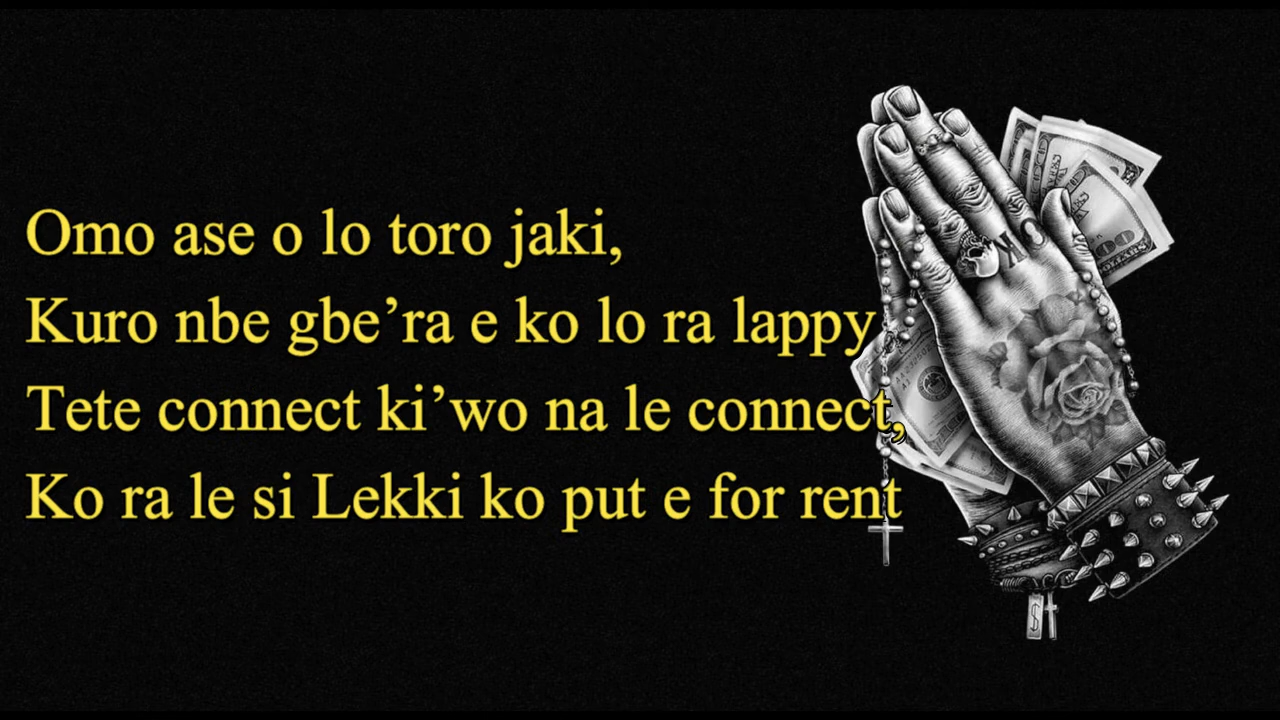 Omo ase o lo toro jaki,
Kuro nbe gbe’ra e ko lo ra lappy
Tete connect ki’wo na le connect,
Ko ra le si Lekki ko put e for rent